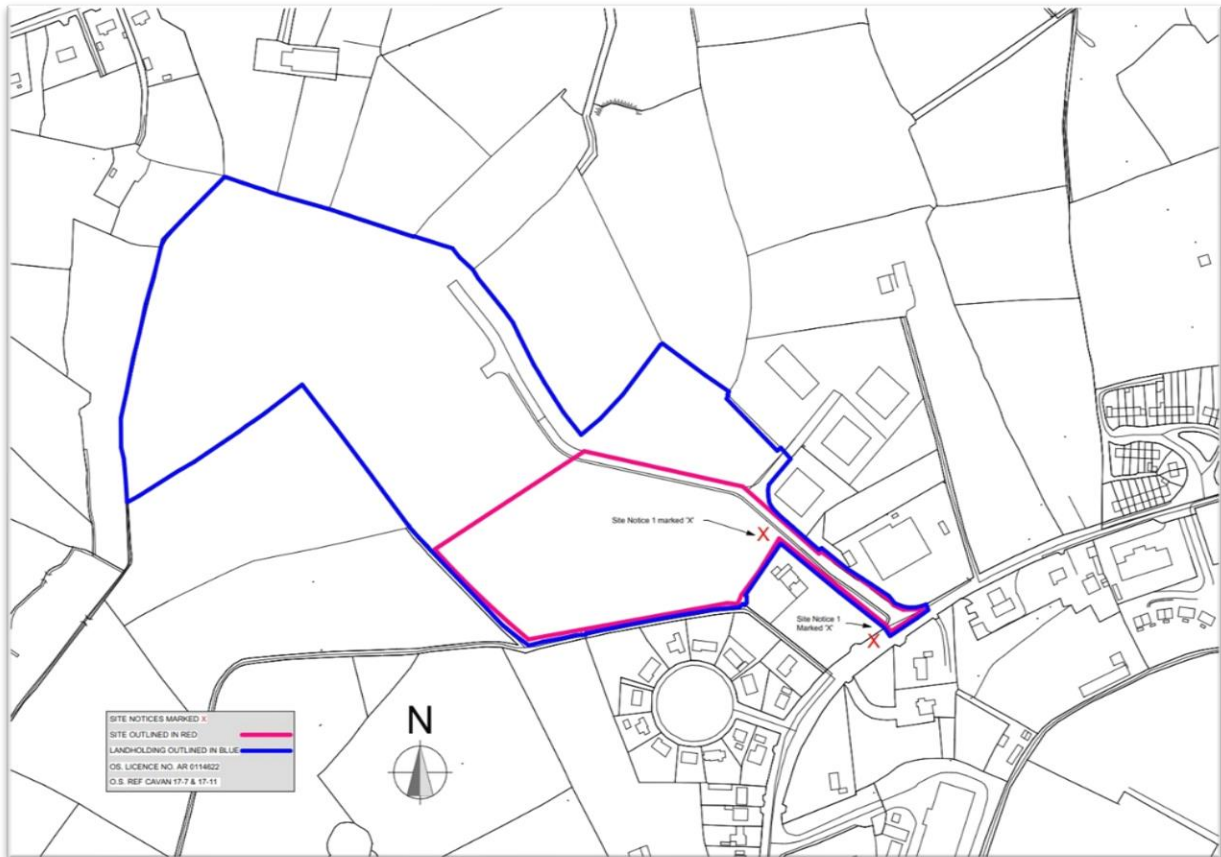 Site Notice 1 marked 'X'
X
Site Notice 1
Marked 'X'
X
N
SITE NOTICES MARKED X
SITE OUTLINED IN RED
LANDHOLDING OUTLINED IN BLUE
OS. LICENCE NO. AR 0114622
O.S. REF CAVAN 17-7 & 17-11